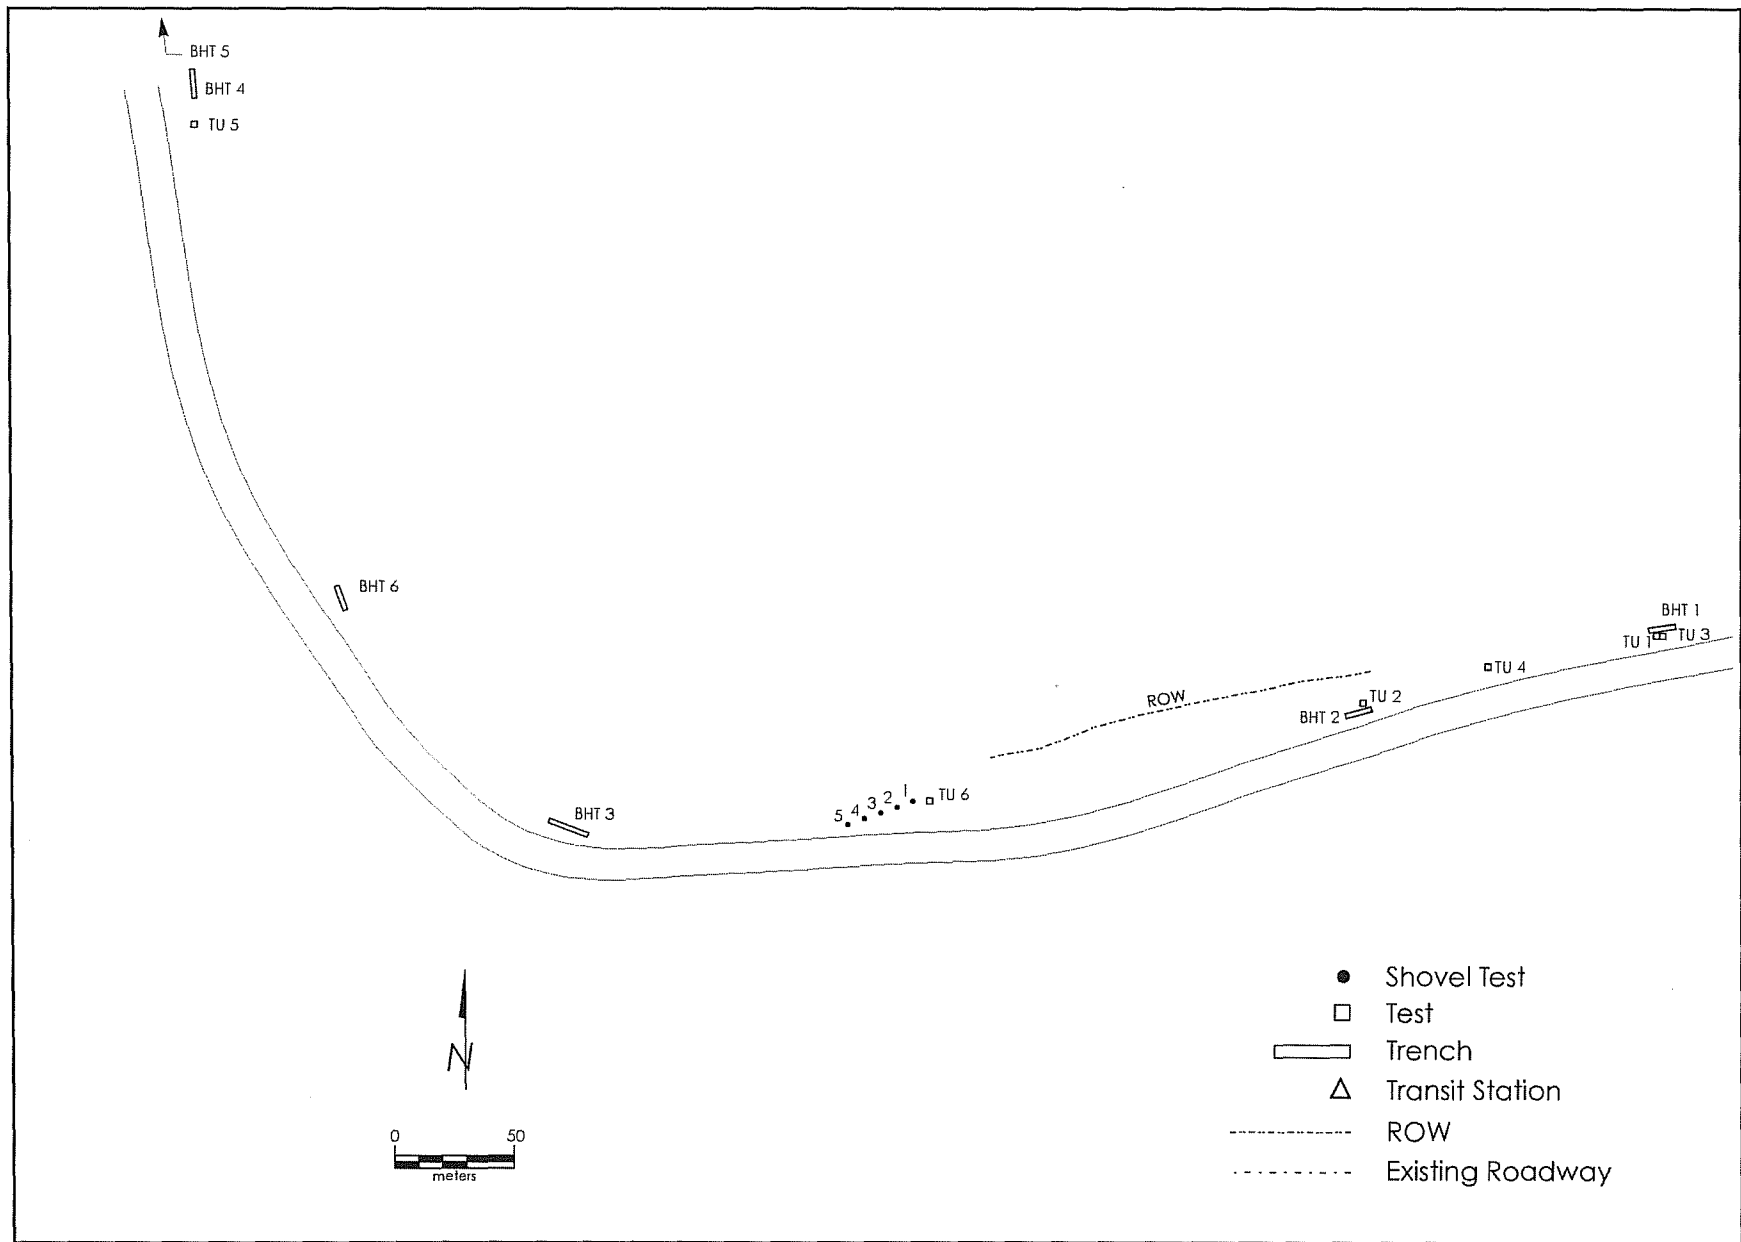 BHT 5
BHT 4
TU 5
BHT 6
BHT 1
TU 1
TU 3
TU 4
ROW
TU 2
BHT 2
1
TU 6
2
3
4
5
BHT 3
N
0 50
meters
Shovel Test
Test
Trench
Transit Station
ROW
Existing Roadway